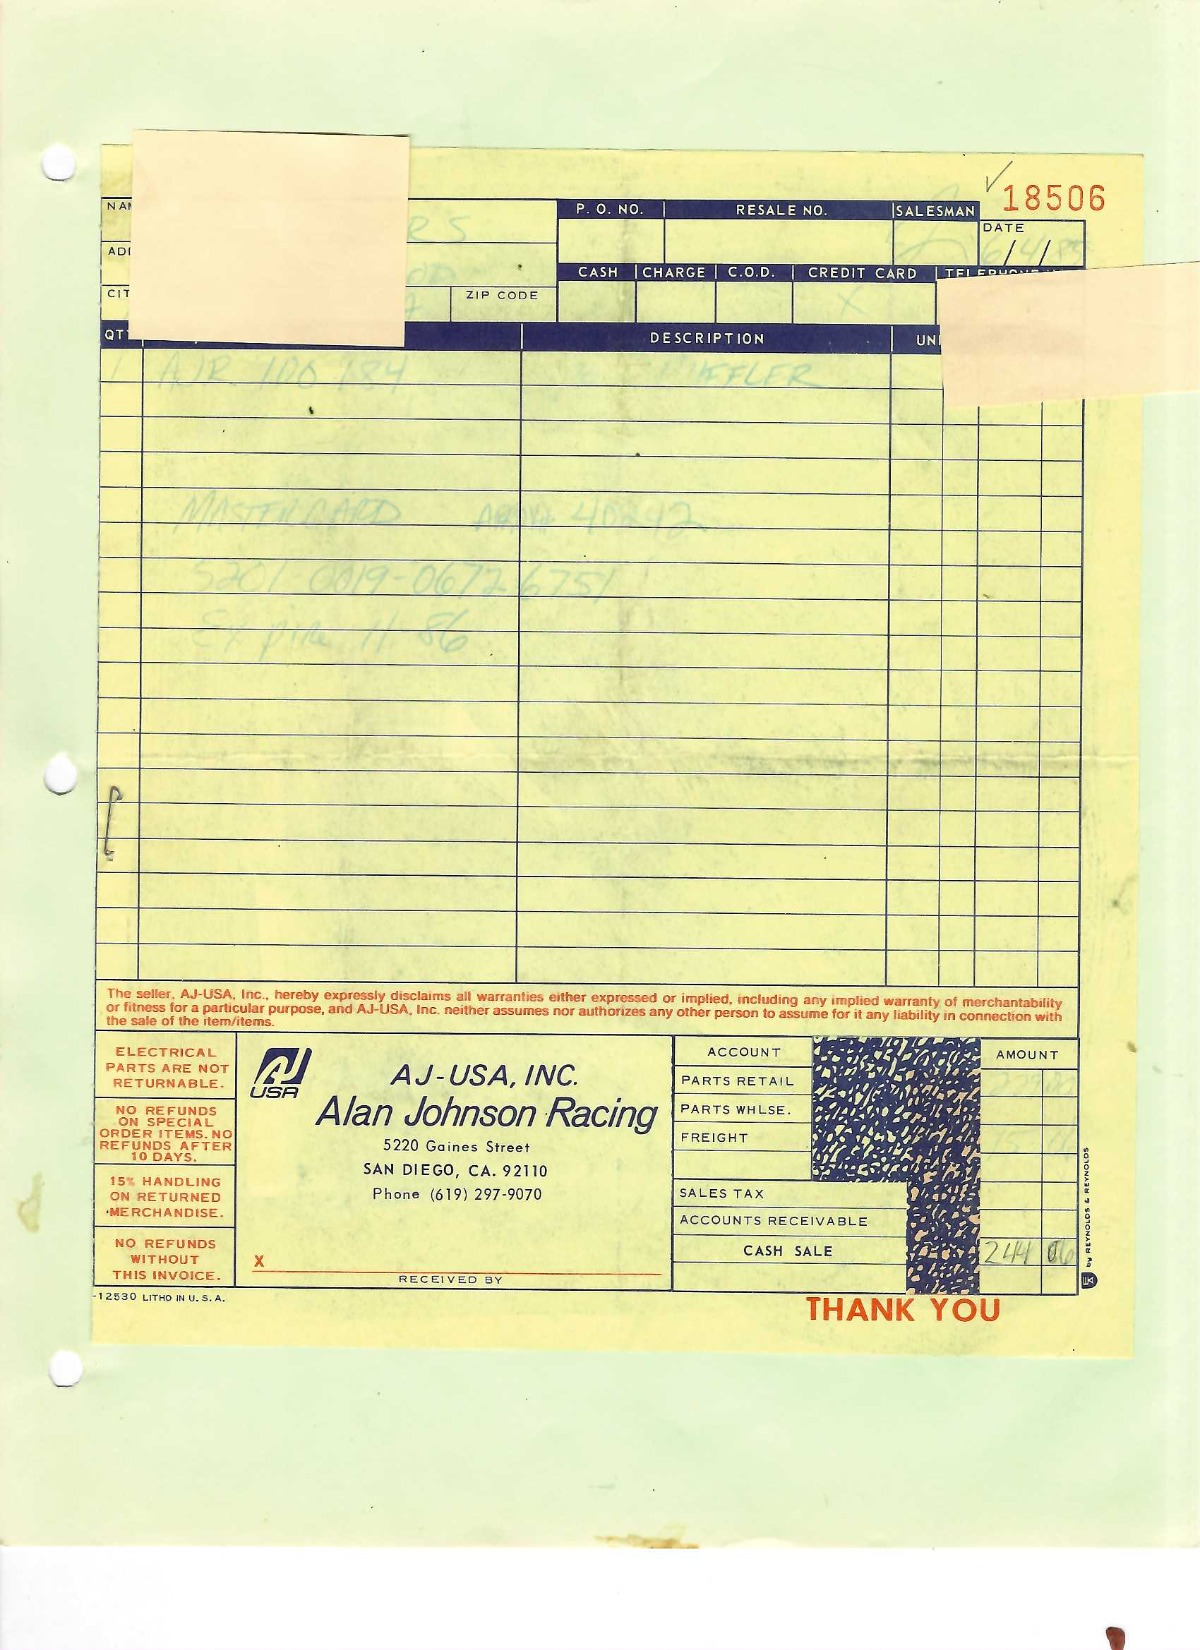 18506
P. O. NO. RESALE NO. SALESMAN
DATE
RS
CASH CHARGE C.O.D. CREDIT CARD
ZIP CODE
X
DESCRIPTION
1 AJR 100 784
MASTERCARD
Expire 11-86
The seller, AJ-USA, Inc., hereby expressly disclaims all warranties either expressed or implied, including any implied warranty of merchantability
or fitness for a particular purpose, and AJ-USA, Inc. neither assumes nor authorizes any other person to assume for it any liability in connection with
the sale of the item/items.
ELECTRICAL
PARTS ARE NOT
RETURNABLE.
NO REFUNDS
ON SPECIAL
ORDER ITEMS. NO
REFUNDS AFTER
10 DAYS.
15% HANDLING
ON RETURNED
MERCHANDISE.
NO REFUNDS
WITHOUT
THIS INVOICE.
AJ
USA
AJ-USA, INC.
Alan Johnson Racing
5220 Gaines Street
SAN DIEGO, CA. 92110
Phone (619) 297-9070
X
RECEIVED BY
ACCOUNT AMOUNT
PARTS RETAIL
PARTS WHLSE.
FREIGHT
SALES TAX
ACCOUNTS RECEIVABLE
CASH SALE 244 06
by REYNOLDS & REYNOLDS
-12530 LITHO IN U. S. A.
THANK YOU